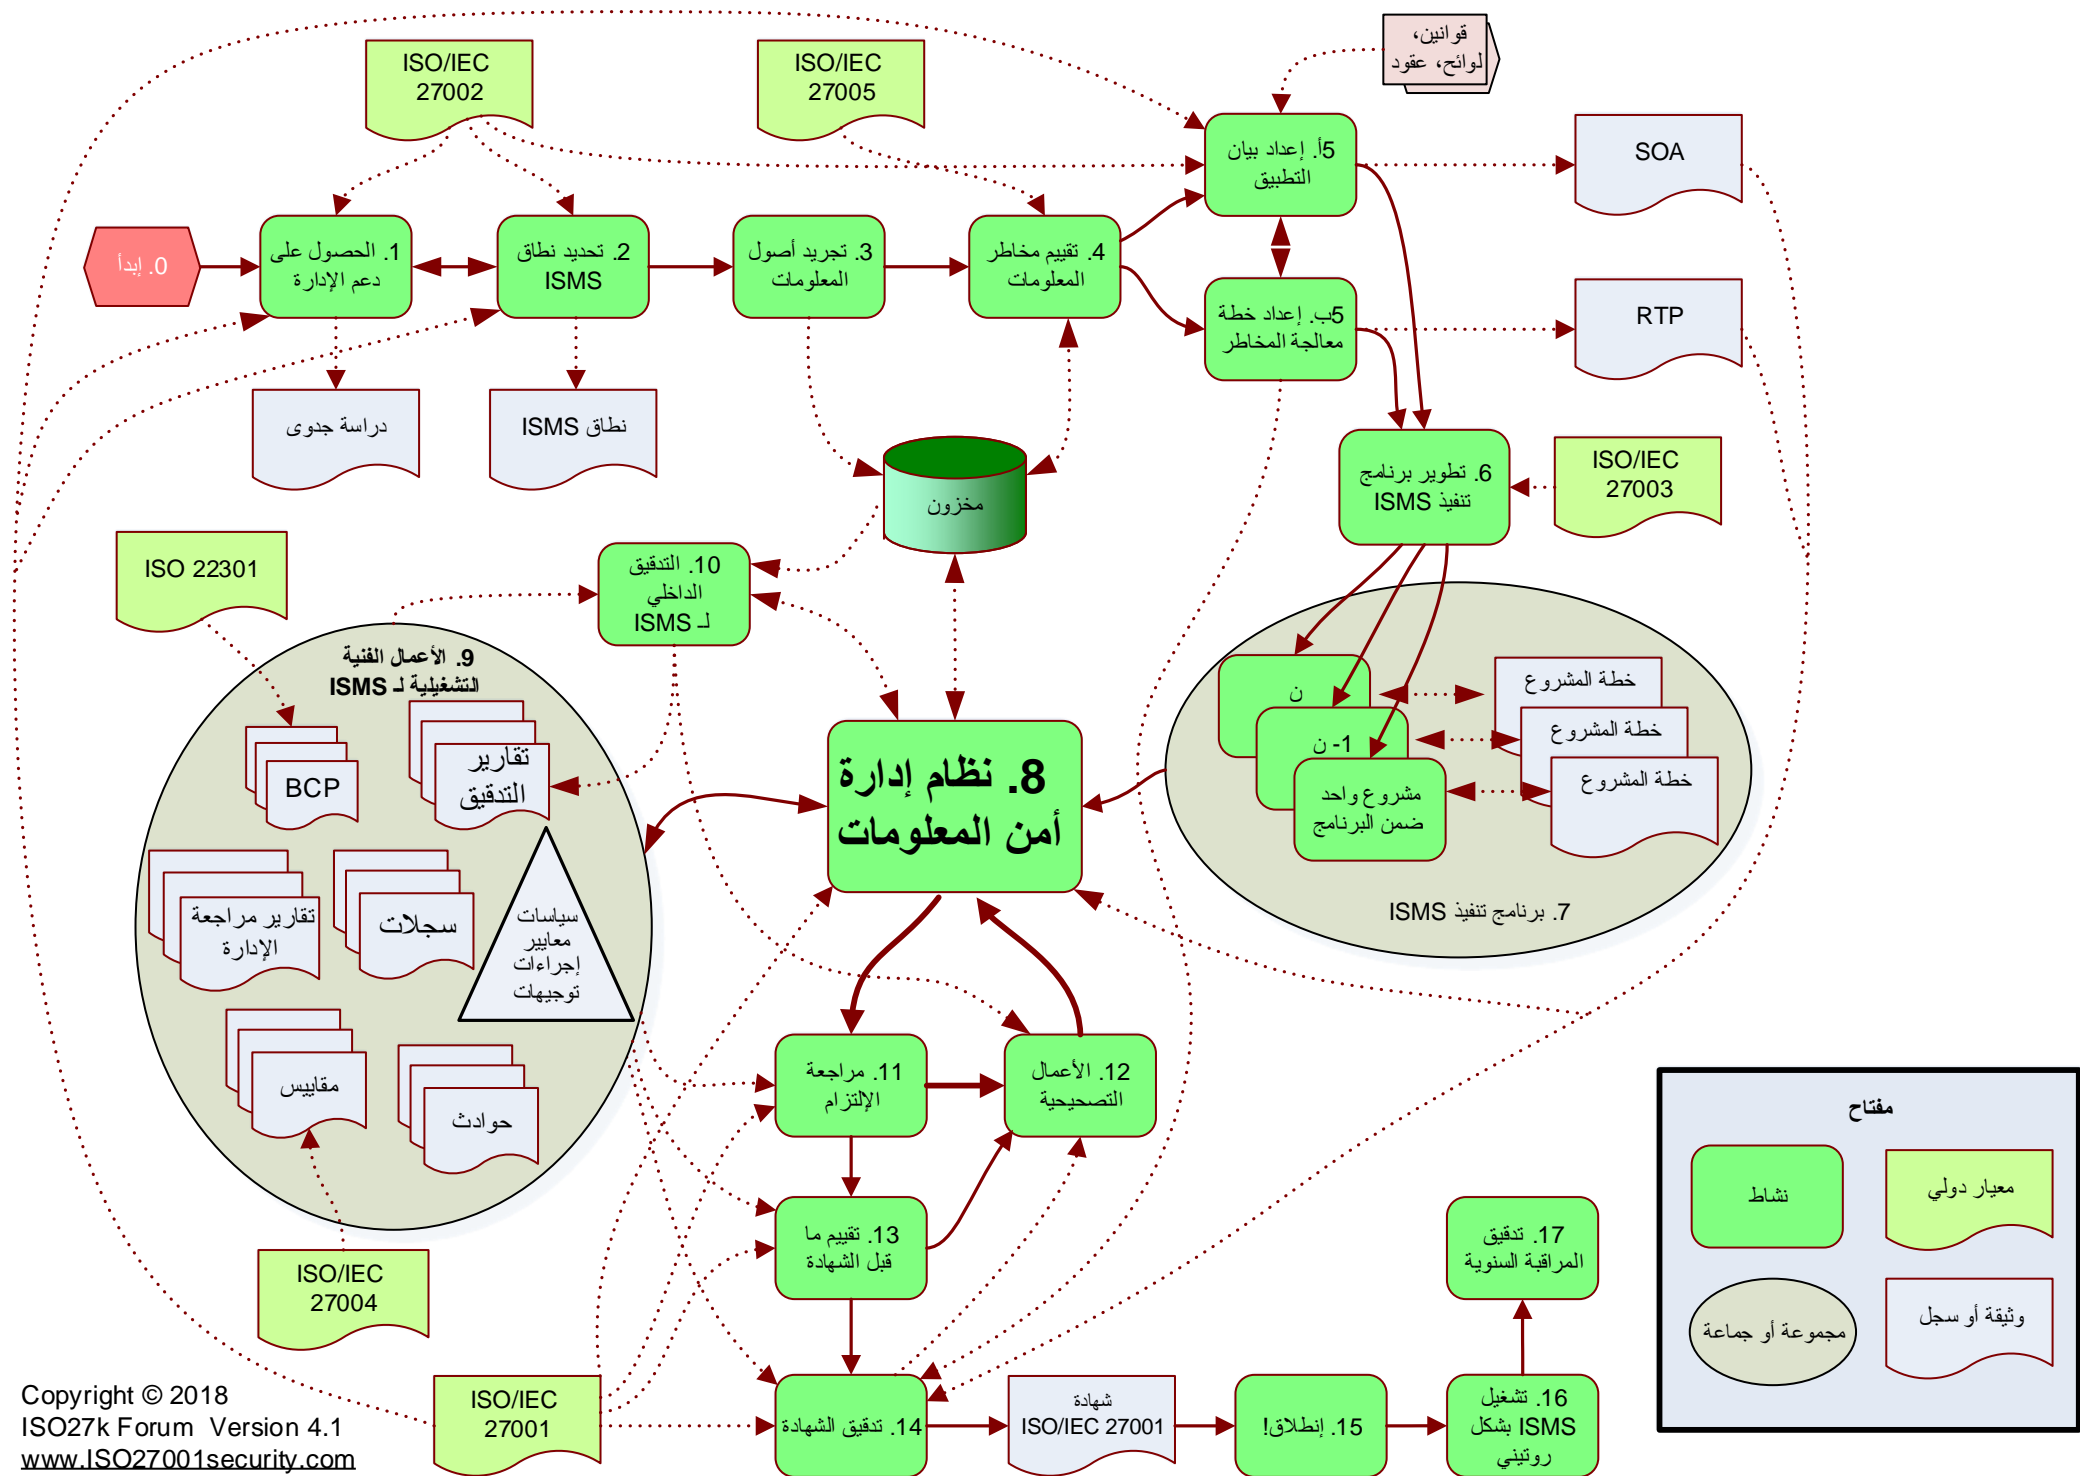 ISO/IEC
27002
ISO/IEC
27005
قوانين،
لوائح، عقود
5أ. إعداد بيان
التطبيق
SOA
0. إبدأ
1. الحصول على
دعم الإدارة
2. تحديد نطاق
ISMS
3. تجريد أصول
المعلومات
4. تقييم مخاطر
المعلومات
5ب. إعداد خطة
معالجة المخاطر
RTP
دراسة جدوى
نطاق ISMS
مخزون
6. تطوير برنامج
تنفيذ ISMS
ISO/IEC
27003
ISO 22301
10. التدقيق
الداخلي
لـ ISMS
9. الأعمال الفنية
التشغيلية لـ ISMS
BCP
تقارير
التدقيق
تقارير مراجعة
الإدارة
سجلات
سياسات
معايير
إجراءات
توجيهات
مقاييس
حوادث
8. نظام إدارة
أمن المعلومات
ن
ن -1
مشروع واحد
ضمن البرنامج
خطة المشروع
خطة المشروع
خطة المشروع
7. برنامج تنفيذ ISMS
11. مراجعة
الإلتزام
12. الأعمال
التصحيحية
13. تقييم ما
قبل الشهادة
ISO/IEC
27004
ISO/IEC
27001
14. تدقيق الشهادة
شهادة
ISO/IEC 27001
15. إنطلاق!
16. تشغيل
ISMS بشكل
روتيني
17. تدقيق
المراقبة السنوية
مفتاح
نشاط
معيار دولي
مجموعة أو جماعة
وثيقة أو سجل
Copyright © 2018
ISO27k Forum Version 4.1
www.ISO27001security.com